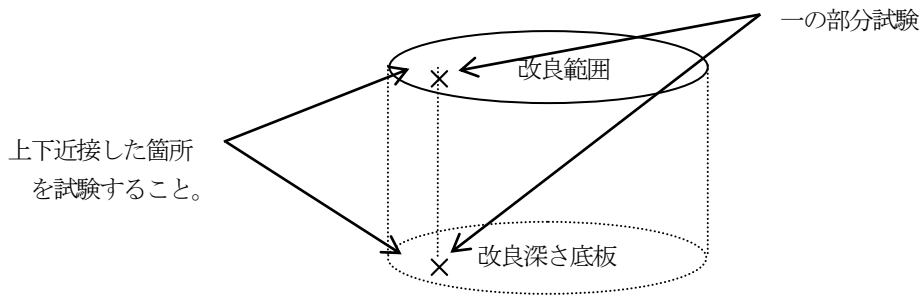 一の部分試験
改良範囲
上下近接した箇所
を試験すること。
改良深さ底板